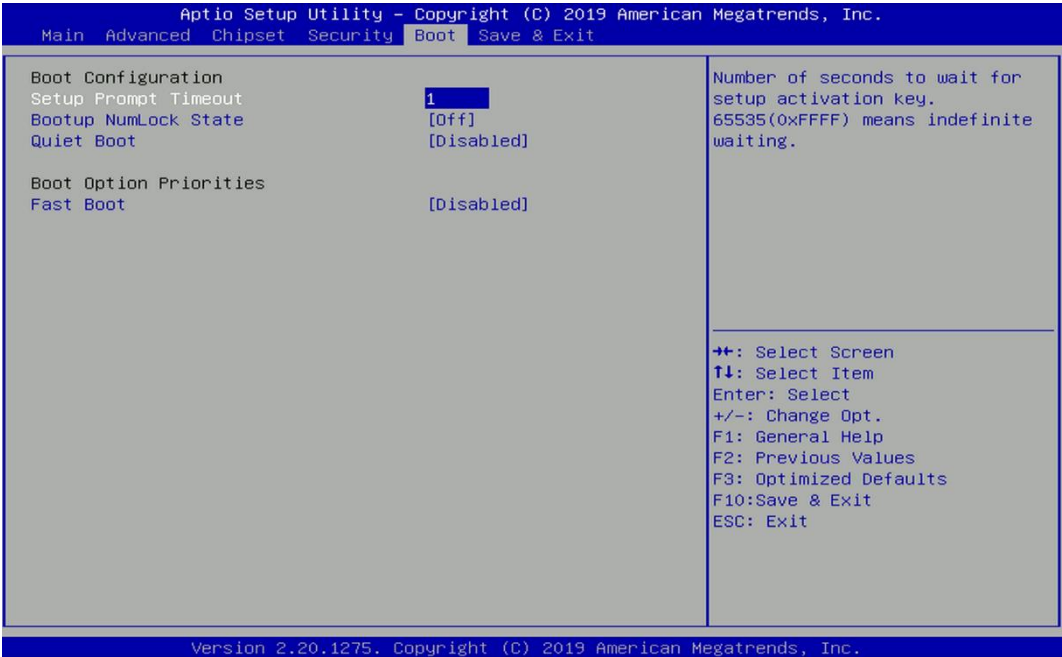 Aptio Setup Utility – Copyright (C) 2019 American Megatrends, Inc.
Main Advanced Chipset Security Boot Save & Exit
Boot Configuration
Setup Prompt Timeout 1
Bootup NumLock State [Off]
Quiet Boot [Disabled]
Boot Option Priorities
Fast Boot [Disabled]
Number of seconds to wait for
setup activation key.
65535(0xFFFF) means indefinite
waiting.
→←: Select Screen
↑↓: Select Item
Enter: Select
+/-: Change Opt.
F1: General Help
F2: Previous Values
F3: Optimized Defaults
F10:Save & Exit
ESC: Exit
Version 2.20.1275. Copyright (C) 2019 American Megatrends, Inc.